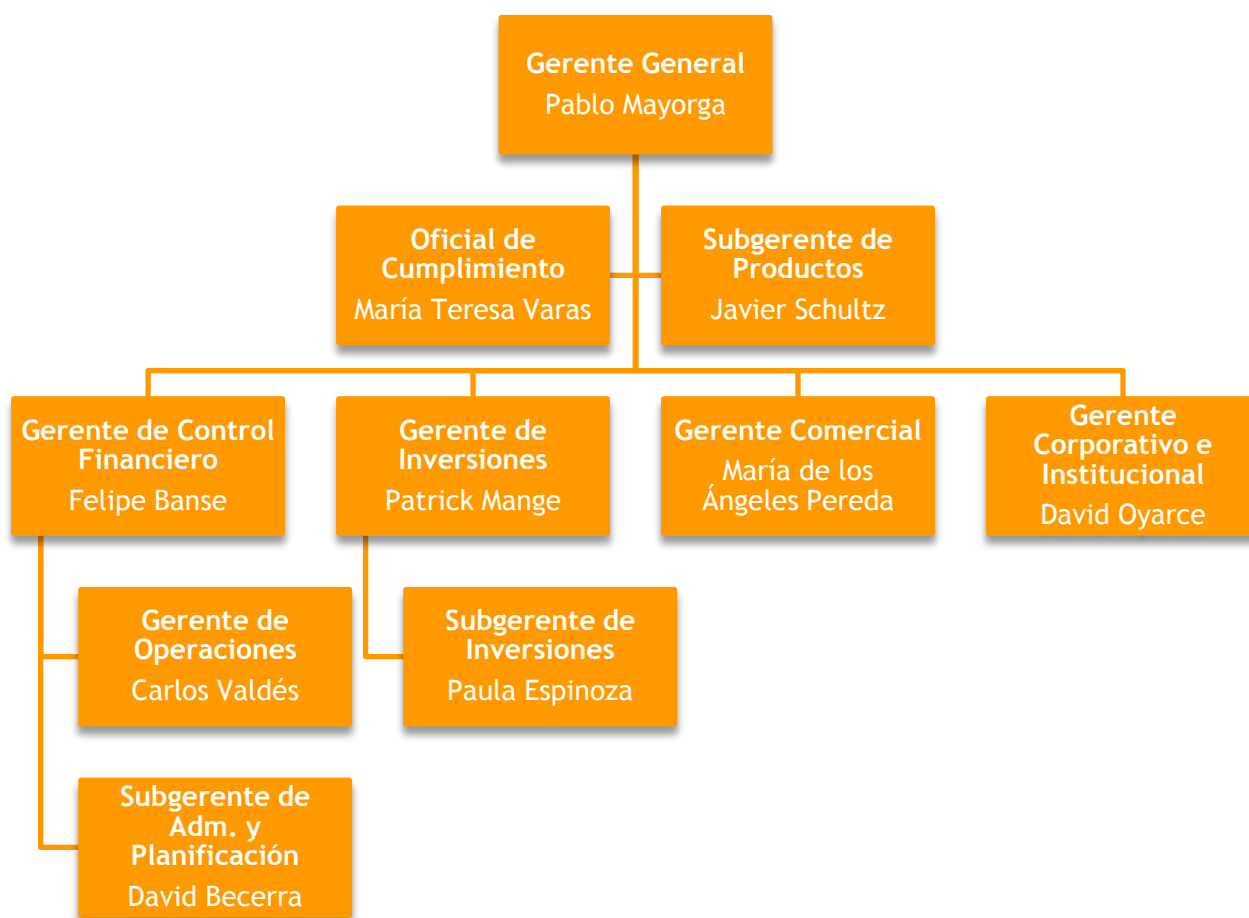 Gerente General
Pablo Mayorga
Oficial de
Cumplimiento
María Teresa Varas
Subgerente de
Productos
Javier Schultz
Gerente de Control
Financiero
Felipe Banse
Gerente de
Inversiones
Patrick Mange
Gerente Comercial
María de los
Ángeles Pereda
Gerente
Corporativo e
Institucional
David Oyarce
Gerente de
Operaciones
Carlos Valdés
Subgerente de
Inversiones
Paula Espinoza
Subgerente de
Adm. y
Planificación
David Becerra